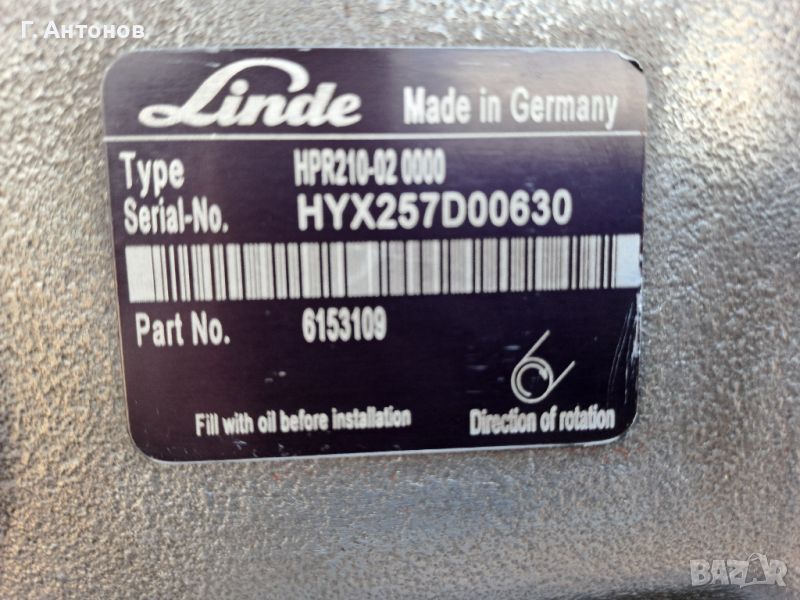 Г. Антонов
Linde Made in Germany
Type HPR210-02 0000
Serial-No. HYX257D00630
Part No. 6153109
Fill with oil before installation Direction of rotation
BAZAR